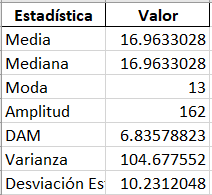 Estadística Valor
Media 16.9633028
Mediana 16.9633028
Moda 13
Amplitud 162
DAM 6.83578823
Varianza 104.677552
Desviación Es 10.2312048